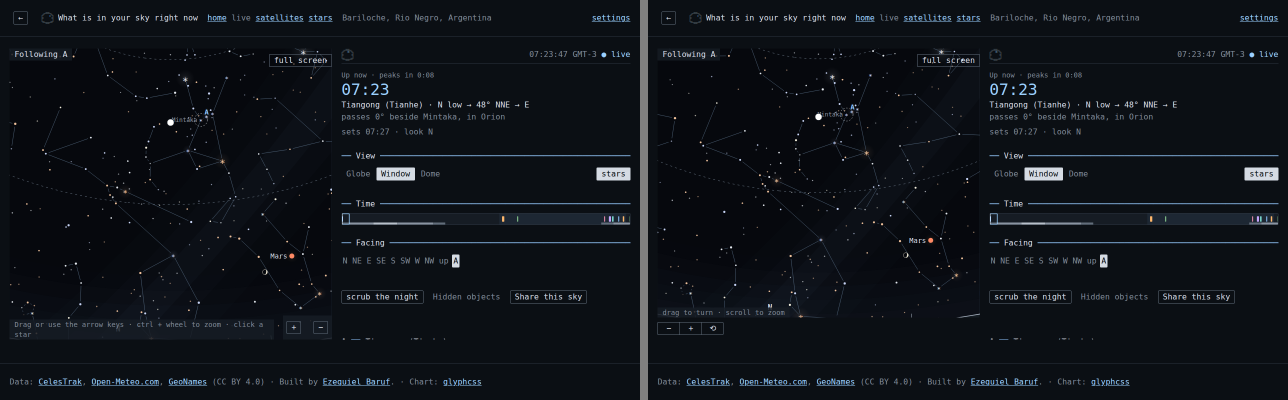 ← What is in your sky right now home live satellites stars Bariloche, Rio Negro, Argentina settings
Following A
full screen
07:23:47 GMT-3 ● live
Up now · peaks in 0:08
07:23
Tiangong (Tianhe) · N low → 48° NNE → E
passes 0° beside Mintaka, in Orion
sets 07:27 · look N
View
Globe Window Dome stars
Time
Facing
N NE E SE S SW W NW up A
scrub the night Hidden objects Share this sky
A
Mintaka
Mars
Drag or use the arrow keys · ctrl + wheel to zoom · click a
star
+ −
Data: CelesTrak, Open-Meteo.com, GeoNames (CC BY 4.0) · Built by Ezequiel Baruf. · Chart: glyphcss
← What is in your sky right now home live satellites stars Bariloche, Rio Negro, Argentina settings
Following A
full screen
07:23:47 GMT-3 ● live
Up now · peaks in 0:08
07:23
Tiangong (Tianhe) · N low → 48° NNE → E
passes 0° beside Mintaka, in Orion
sets 07:27 · look N
View
Globe Window Dome stars
Time
Facing
N NE E SE S SW W NW up A
scrub the night Hidden objects Share this sky
A
Mintaka
Mars
N
drag to turn · scroll to zoom
− + ⟲
Data: CelesTrak, Open-Meteo.com, GeoNames (CC BY 4.0) · Built by Ezequiel Baruf. · Chart: glyphcss